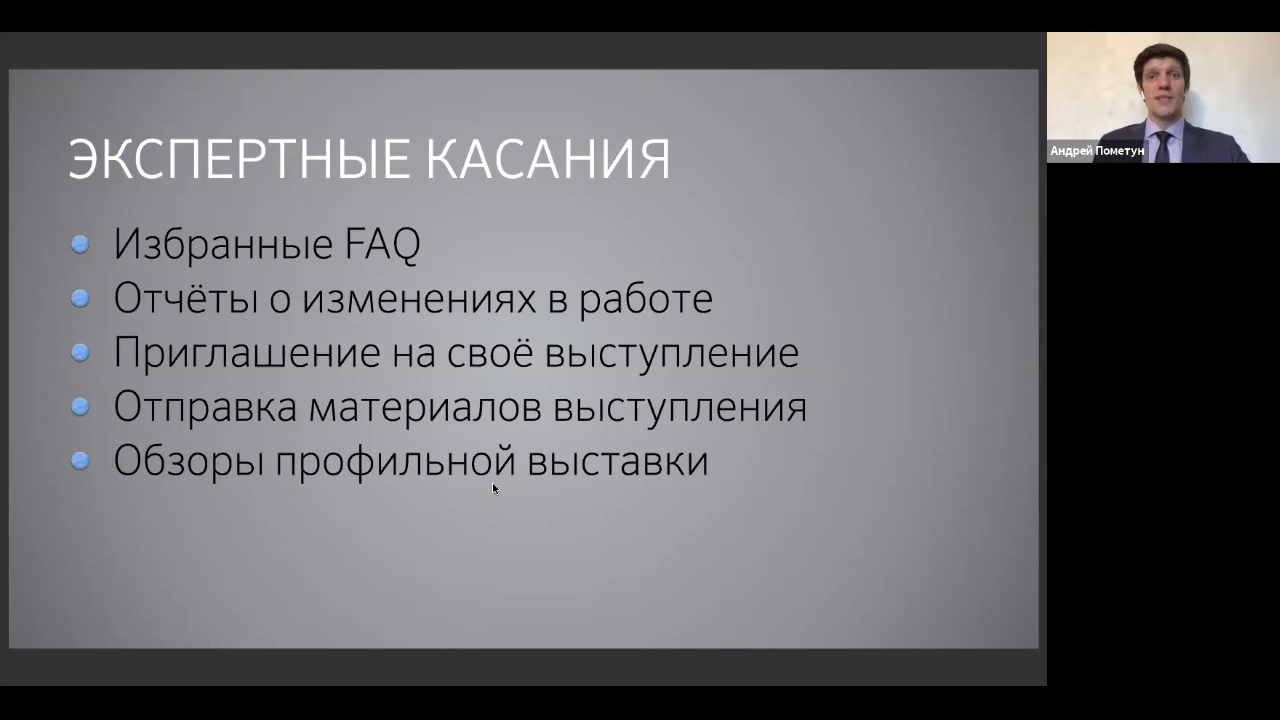 ЭКСПЕРТНЫЕ КАСАНИЯ
Избранные FAQ
Отчёты о изменениях в работе
Приглашение на своё выступление
Отправка материалов выступления
Обзоры профильной выставки
Андрей Пометун